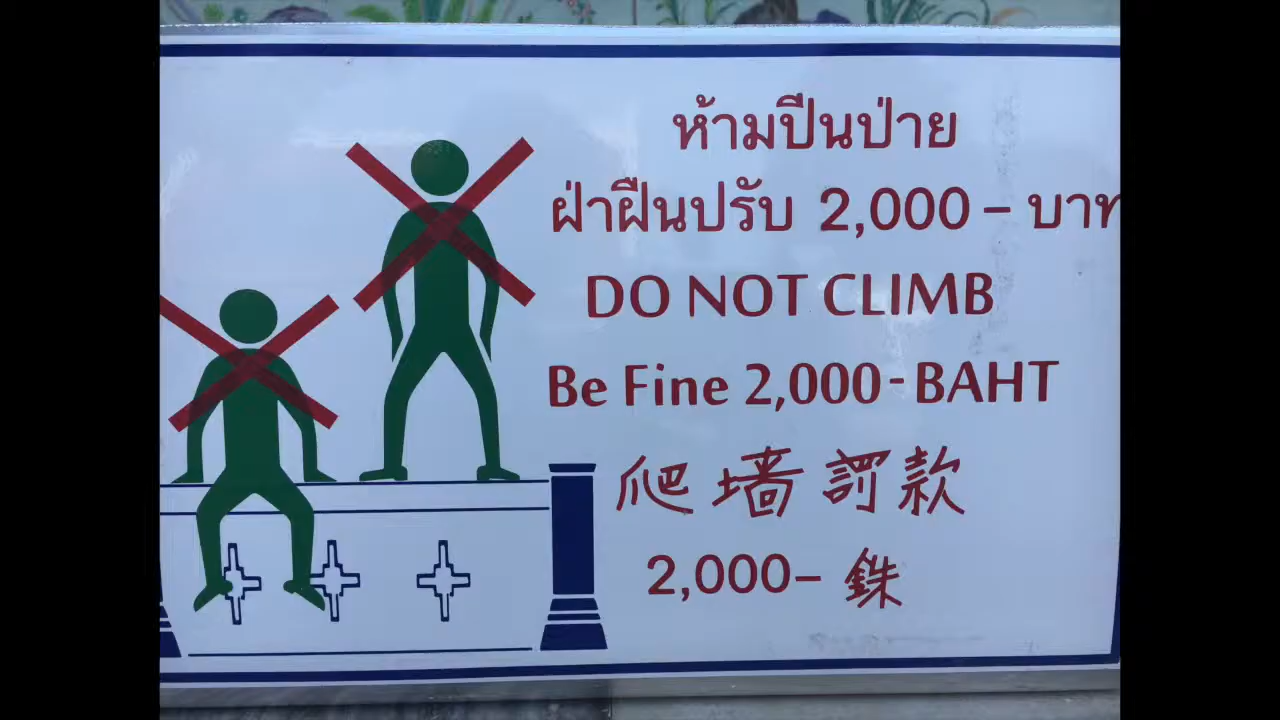 ห้ามปีนป่าย
ฝ่าฝืนปรับ 2,000 – บาท
DO NOT CLIMB
Be Fine 2,000-BAHT
爬墙罚款
2,000– 銖